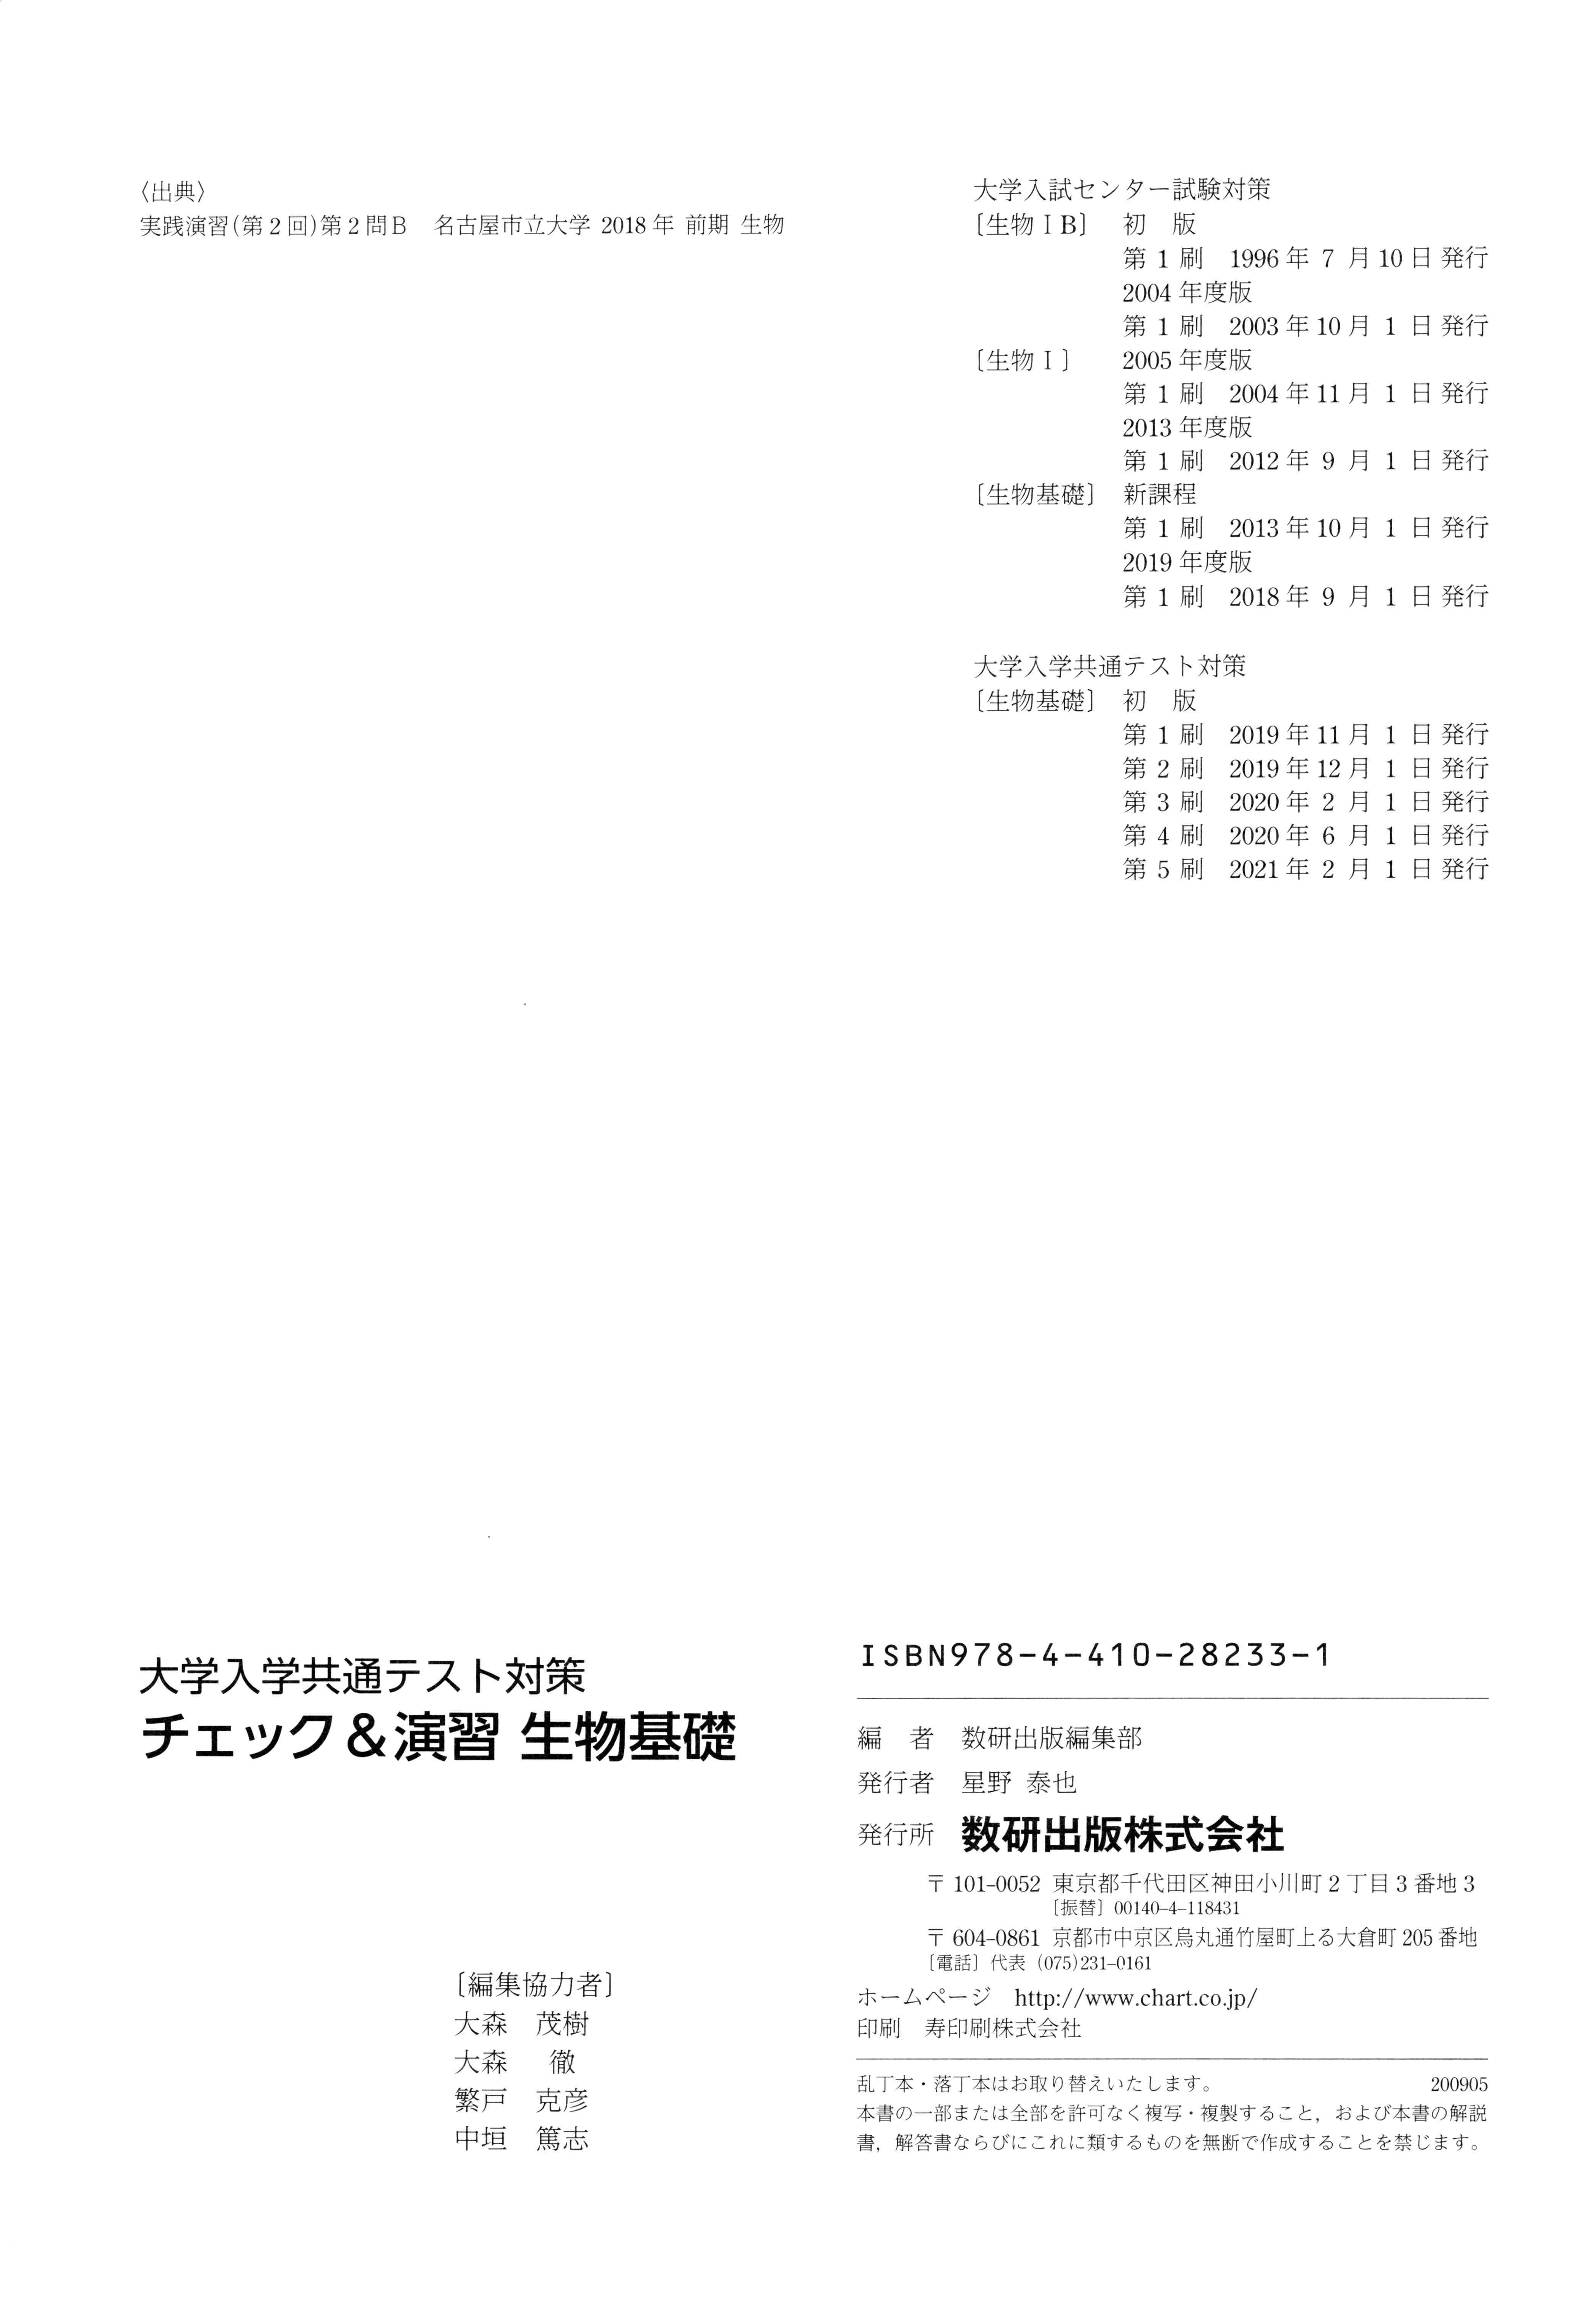 〈出典〉
実践演習(第2回)第2問B 名古屋市立大学 2018年 前期 生物
大学入試センター試験対策
〔生物ⅠB〕 初 版
第1刷 1996年7月10日発行
2004年度版
第1刷 2003年10月1日発行
〔生物Ⅰ〕 2005年度版
第1刷 2004年11月1日発行
2013年度版
第1刷 2012年9月1日発行
〔生物基礎〕 新課程
第1刷 2013年10月1日発行
2019年度版
第1刷 2018年9月1日発行
大学入学共通テスト対策
〔生物基礎〕 初 版
第1刷 2019年11月1日発行
第2刷 2019年12月1日発行
第3刷 2020年2月1日発行
第4刷 2020年6月1日発行
第5刷 2021年2月1日発行
大学入学共通テスト対策
チェック&演習 生物基礎
〔編集協力者〕
大森 茂樹
大森 徹
繁戸 克彦
中垣 篤志
ISBN978-4-410-28233-1
編 者 数研出版編集部
発行者 星野 泰也
発行所 数研出版株式会社
〒101-0052 東京都千代田区神田小川町2丁目3番地3
〔振替〕00140-4-118431
〒604-0861 京都市中京区烏丸通竹屋町上る大倉町205番地
〔電話〕代表 (075)231-0161
ホームページ http://www.chart.co.jp/
印刷 寿印刷株式会社
乱丁本・落丁本はお取り替えいたします。 200905
本書の一部または全部を許可なく複写・複製すること，および本書の解説
書，解答書ならびにこれに類するものを無断で作成することを禁じます。